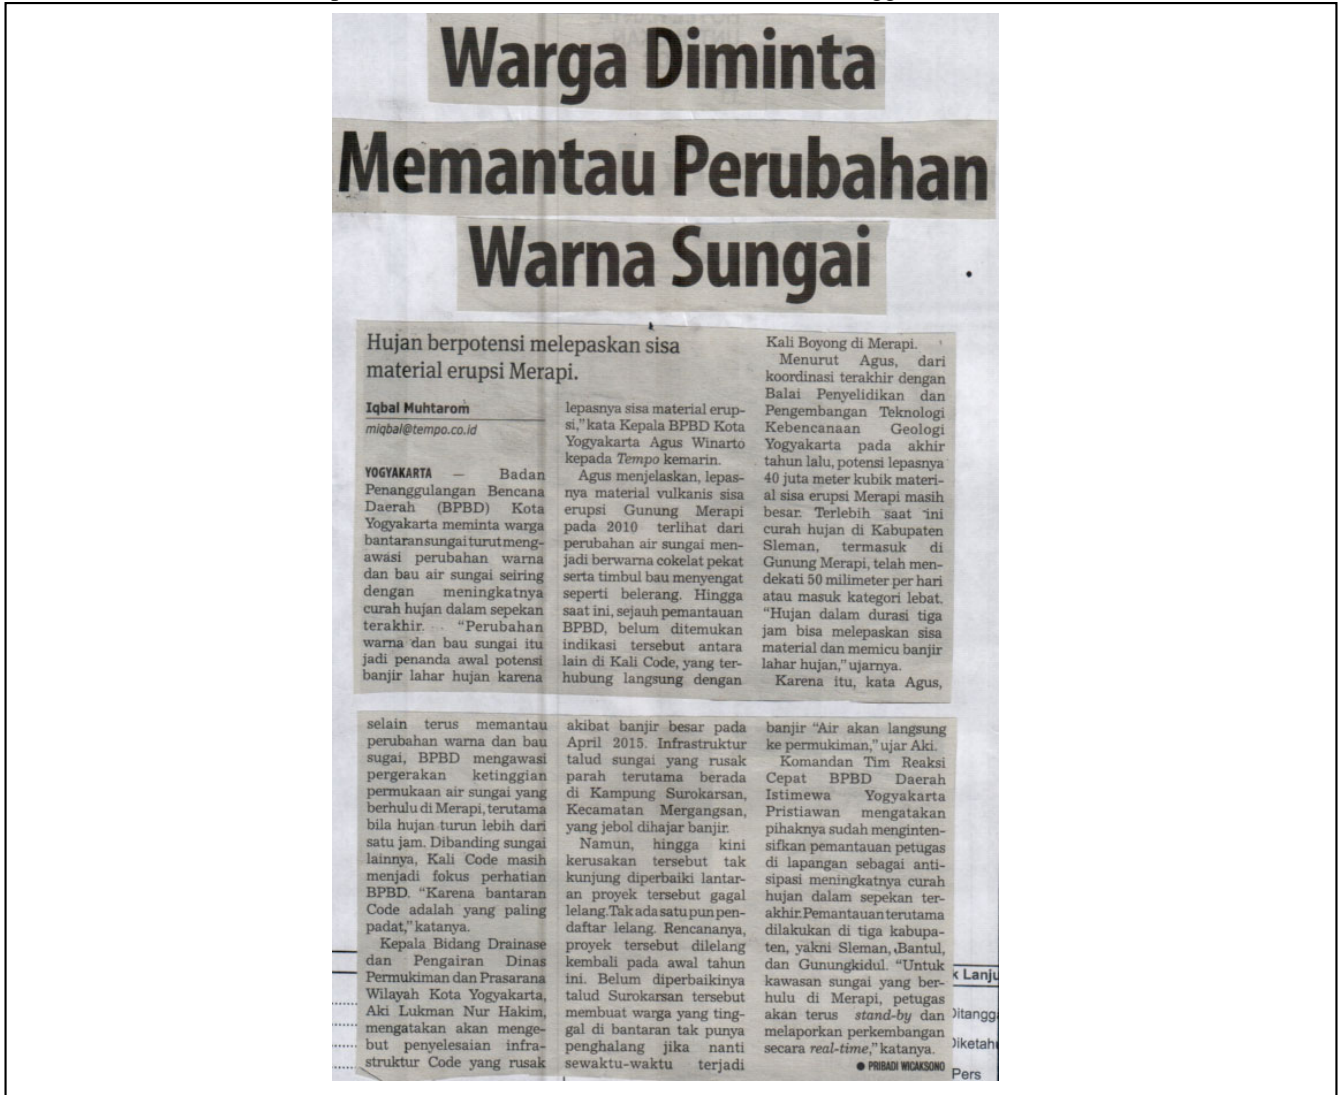 Warga Diminta
Memantau Perubahan
Warna Sungai
Hujan berpotensi melepaskan sisa
material erupsi Merapi.
Iqbal Muhtarom
miqbal@tempo.co.id
YOGYAKARTA — Badan
Penanggulangan Bencana
Daerah (BPBD) Kota
Yogyakarta meminta warga
bantaran sungai turut meng-
awasi perubahan warna
dan bau air sungai seiring
dengan meningkatnya
curah hujan dalam sepekan
terakhir. "Perubahan
warna dan bau sungai itu
jadi penanda awal potensi
banjir lahar hujan karena
lepasnya sisa material erup-
si," kata Kepala BPBD Kota
Yogyakarta Agus Winarto
kepada Tempo kemarin.
Agus menjelaskan, lepas-
nya material vulkanis sisa
erupsi Gunung Merapi
pada 2010 terlihat dari
perubahan air sungai men-
jadi berwarna cokelat pekat
serta timbul bau menyengat
seperti belerang. Hingga
saat ini, sejauh pemantauan
BPBD, belum ditemukan
indikasi tersebut antara
lain di Kali Code, yang ter-
hubung langsung dengan
Kali Boyong di Merapi.
Menurut Agus, dari
koordinasi terakhir dengan
Balai Penyelidikan dan
Pengembangan Teknologi
Kebencanaan Geologi
Yogyakarta pada akhir
tahun lalu, potensi lepasnya
40 juta meter kubik materi-
al sisa erupsi Merapi masih
besar. Terlebih saat ini
curah hujan di Kabupaten
Sleman, termasuk di
Gunung Merapi, telah men-
dekati 50 milimeter per hari
atau masuk kategori lebat.
"Hujan dalam durasi tiga
jam bisa melepaskan sisa
material dan memicu banjir
lahar hujan," ujarnya.
Karena itu, kata Agus,
selain terus memantau
perubahan warna dan bau
sugai, BPBD mengawasi
pergerakan ketinggian
permukaan air sungai yang
berhulu di Merapi, terutama
bila hujan turun lebih dari
satu jam. Dibanding sungai
lainnya, Kali Code masih
menjadi fokus perhatian
BPBD. "Karena bantaran
Code adalah yang paling
padat," katanya.
Kepala Bidang Drainase
dan Pengairan Dinas
Permukiman dan Prasarana
Wilayah Kota Yogyakarta,
Aki Lukman Nur Hakim,
mengatakan akan menge-
but penyelesaian infra-
struktur Code yang rusak
akibat banjir besar pada
April 2015. Infrastruktur
talud sungai yang rusak
parah terutama berada
di Kampung Surokarsan,
Kecamatan Mergangsan,
yang jebol dihajar banjir.
Namun, hingga kini
kerusakan tersebut tak
kunjung diperbaiki lantar-
an proyek tersebut gagal
lelang. Tak ada satu pun pen-
daftar lelang. Rencananya,
proyek tersebut dilelang
kembali pada awal tahun
ini. Belum diperbaikinya
talud Surokarsan tersebut
membuat warga yang ting-
gal di bantaran tak punya
penghalang jika nanti
sewaktu-waktu terjadi
banjir "Air akan langsung
ke permukiman," ujar Aki.
Komandan Tim Reaksi
Cepat BPBD Daerah
Istimewa Yogyakarta
Pristiawan mengatakan
pihaknya sudah menginten-
sifkan pemantauan petugas
di lapangan sebagai anti-
sipasi meningkatnya curah
hujan dalam sepekan ter-
akhir. Pemantauan terutama
dilakukan di tiga kabupa-
ten, yakni Sleman, Bantul,
dan Gunungkidul. "Untuk
kawasan sungai yang ber-
hulu di Merapi, petugas
akan terus stand-by dan
melaporkan perkembangan
secara real-time," katanya.
● PRIBADI WICAKSONO
k Lanju
Ditangga
Diketahu
Pers